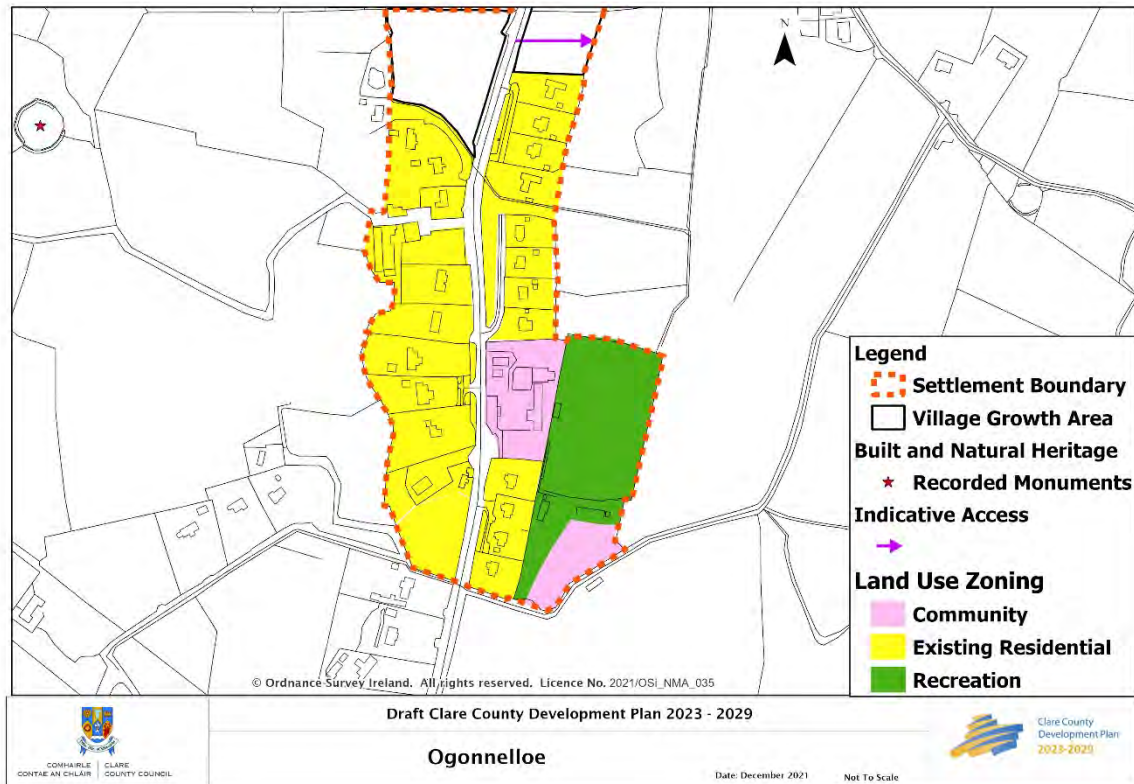 N
Legend
Settlement Boundary
Village Growth Area
Built and Natural Heritage
Recorded Monuments
Indicative Access
Land Use Zoning
Community
Existing Residential
Recreation
© Ordnance Survey Ireland. All rights reserved. Licence No. 2021/OSi_NMA_035
Draft Clare County Development Plan 2023 - 2029
Ogonnelloe
Date: December 2021 Not To Scale
COMHAIRLE CLARE
CONTAE AN CHLÁIR COUNTY COUNCIL
Clare County
Development Plan
2023-2029